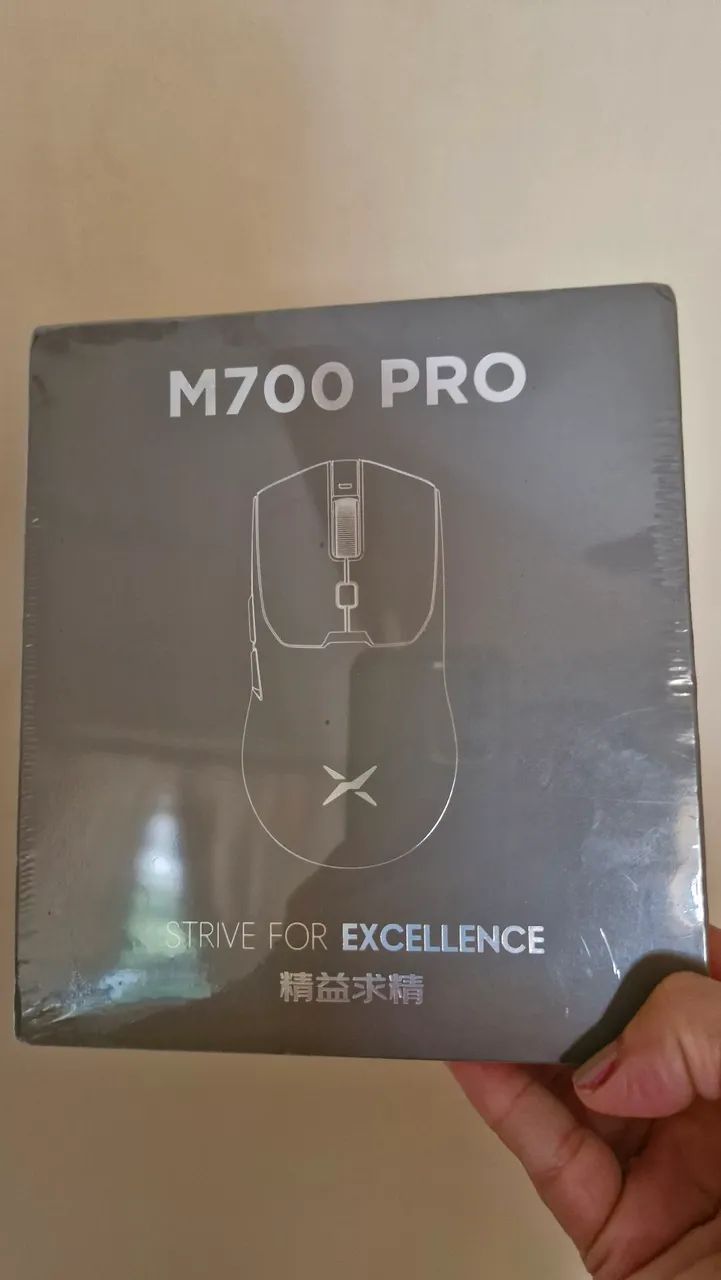 M700 PRO
STRIVE FOR EXCELLENCE
精益求精